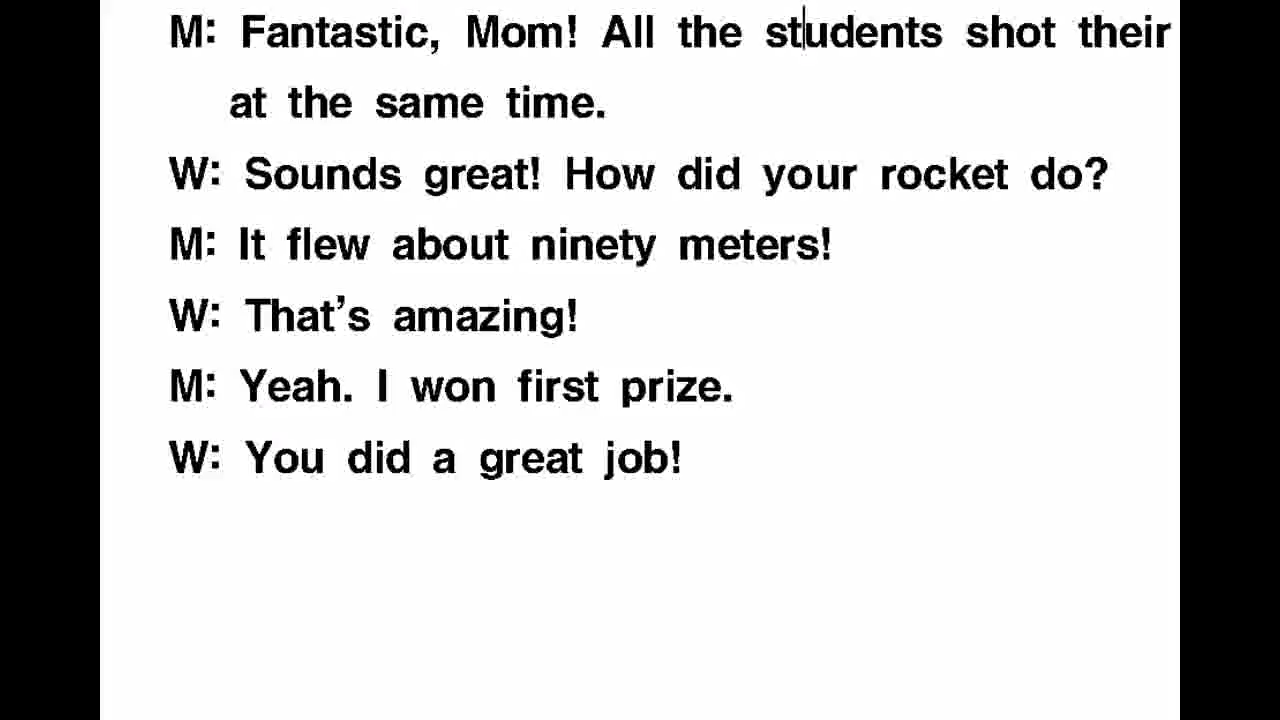 M: Fantastic, Mom! All the students shot their
at the same time.
W: Sounds great! How did your rocket do?
M: It flew about ninety meters!
W: That's amazing!
M: Yeah. I won first prize.
W: You did a great job!